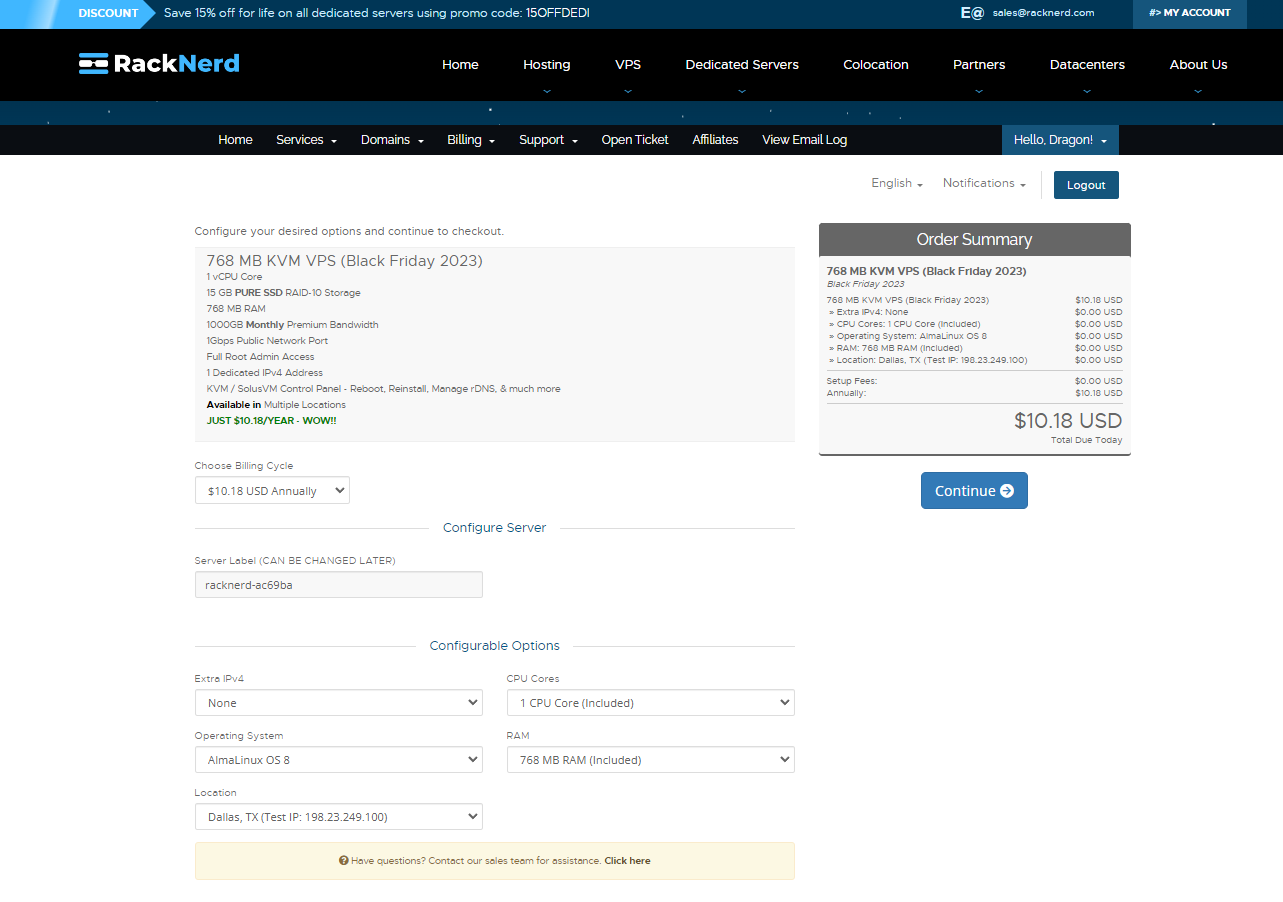 DISCOUNT Save 15% off for life on all dedicated servers using promo code: 15OFFDEDI E@ sales@racknerd.com #> MY ACCOUNT
RackNerd Home Hosting VPS Dedicated Servers Colocation Partners Datacenters About Us
Home Services Domains Billing Support Open Ticket Affiliates View Email Log Hello, Dragon!
English Notifications Logout
Configure your desired options and continue to checkout.
768 MB KVM VPS (Black Friday 2023)
1 vCPU Core
15 GB PURE SSD RAID-10 Storage
768 MB RAM
1000GB Monthly Premium Bandwidth
1Gbps Public Network Port
Full Root Admin Access
1 Dedicated IPv4 Address
KVM / SolusVM Control Panel - Reboot, Reinstall, Manage rDNS, & much more
Available in Multiple Locations
JUST $10.18/YEAR - WOW!!
Choose Billing Cycle
$10.18 USD Annually
Configure Server
Server Label (CAN BE CHANGED LATER)
racknerd-ac69ba
Configurable Options
Extra IPv4 CPU Cores
None 1 CPU Core (Included)
Operating System RAM
AlmaLinux OS 8 768 MB RAM (Included)
Location
Dallas, TX (Test IP: 198.23.249.100)
Have questions? Contact our sales team for assistance. Click here
Order Summary
768 MB KVM VPS (Black Friday 2023)
Black Friday 2023
768 MB KVM VPS (Black Friday 2023) $10.18 USD
» Extra IPv4: None $0.00 USD
» CPU Cores: 1 CPU Core (Included) $0.00 USD
» Operating System: AlmaLinux OS 8 $0.00 USD
» RAM: 768 MB RAM (Included) $0.00 USD
» Location: Dallas, TX (Test IP: 198.23.249.100) $0.00 USD
Setup Fees: $0.00 USD
Annually: $10.18 USD
$10.18 USD
Total Due Today
Continue